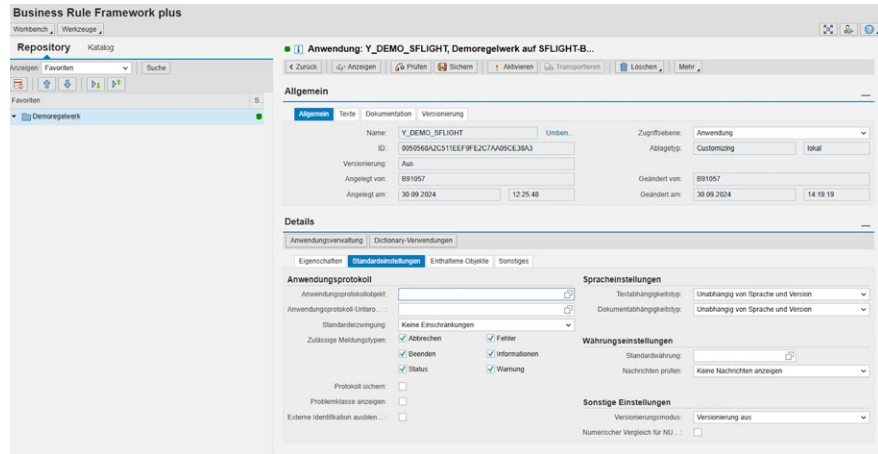 Business Rule Framework plus
Workbench Werkzeuge
Repository Katalog
Anzeigen: Favoriten Suche
Favoriten S..
Demoregelwerk
Anwendung: Y_DEMO_SFLIGHT, Demoregelwerk auf SFLIGHT-B...
Zurück Anzeigen Prüfen Sichern Aktivieren Transportieren Löschen Mehr
Allgemein
Allgemein Texte Dokumentation Versionierung
Name: Y_DEMO_SFLIGHT Umben... Zugriffsebene: Anwendung
ID: 0050568A2C511EEF9FE2C7AA05CE38A3 Ablagetyp: Customizing lokal
Versionierung: Aus
Angelegt von: B91057 Geändert von: B91057
Angelegt am: 30.09.2024 12:25:48 Geändert am: 30.09.2024 14:19:19
Details
Anwendungsverwaltung Dictionary-Verwendungen
Eigenschaften Standardeinstellungen Enthaltene Objekte Sonstiges
Anwendungsprotokoll Spracheinstellungen
Anwendungsprotokollobjekt: Textabhängigkeitstyp: Unabhängig von Sprache und Version
Anwendungsprotokoll-Untero...: Dokumentabhängigkeitstyp: Unabhängig von Sprache und Version
Standarderzwingung: Keine Einschränkungen
Zulässige Meldungstypen: Abbrechen Fehler Währungseinstellungen
Beenden Informationen Standardwährung:
Status Warnung Nachrichten prüfen: Keine Nachrichten anzeigen
Protokoll sichern:
Problemklasse anzeigen: Sonstige Einstellungen
Externe Identifikation ausblen...: Versionierungsmodus: Versionierung aus
Numerischer Vergleich für NU...: